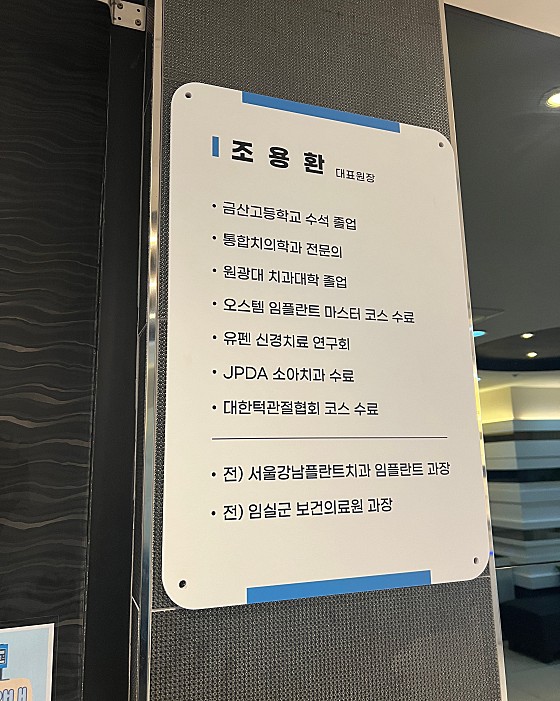 조용환 대표원장
• 금산고등학교 수석 졸업
• 통합치의학과 전문의
• 원광대 치과대학 졸업
• 오스템 임플란트 마스터 코스 수료
• 유펜 신경치료 연구회
• JPDA 소아치과 수료
• 대한턱관절협회 코스 수료
• 전) 서울강남플란트치과 임플란트 과장
• 전) 임실군 보건의료원 과장